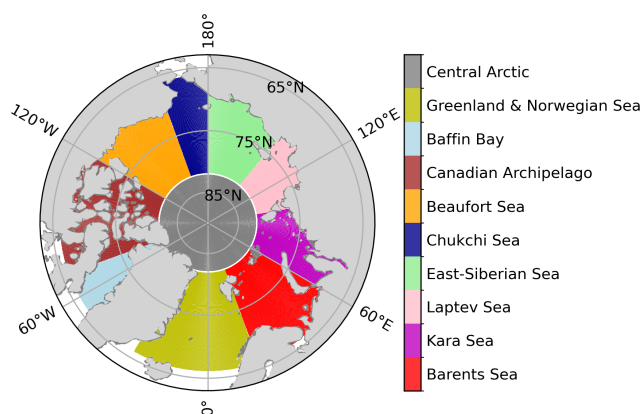 180°
120°W
65°N
120°E
75°N
85°N
60°W
60°E
0°
Central Arctic
Greenland & Norwegian Sea
Baffin Bay
Canadian Archipelago
Beaufort Sea
Chukchi Sea
East-Siberian Sea
Laptev Sea
Kara Sea
Barents Sea